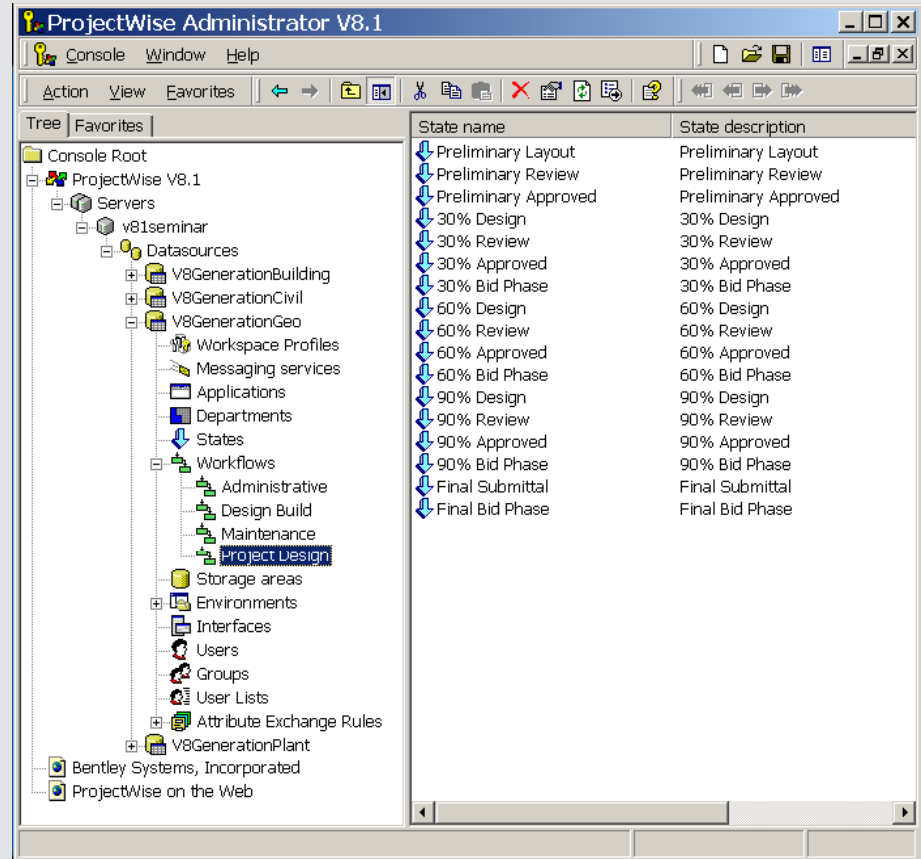 ProjectWise Administrator V8.1
Console Window Help
Action View Favorites
Tree Favorites
Console Root
ProjectWise V8.1
Servers
v81seminar
Datasources
V8GenerationBuilding
V8GenerationCivil
V8GenerationGeo
Workspace Profiles
Messaging services
Applications
Departments
States
Workflows
Administrative
Design Build
Maintenance
Project Design
Storage areas
Environments
Interfaces
Users
Groups
User Lists
Attribute Exchange Rules
V8GenerationPlant
Bentley Systems, Incorporated
ProjectWise on the Web
State name State description
Preliminary Layout Preliminary Layout
Preliminary Review Preliminary Review
Preliminary Approved Preliminary Approved
30% Design 30% Design
30% Review 30% Review
30% Approved 30% Approved
30% Bid Phase 30% Bid Phase
60% Design 60% Design
60% Review 60% Review
60% Approved 60% Approved
60% Bid Phase 60% Bid Phase
90% Design 90% Design
90% Review 90% Review
90% Approved 90% Approved
90% Bid Phase 90% Bid Phase
Final Submittal Final Submittal
Final Bid Phase Final Bid Phase